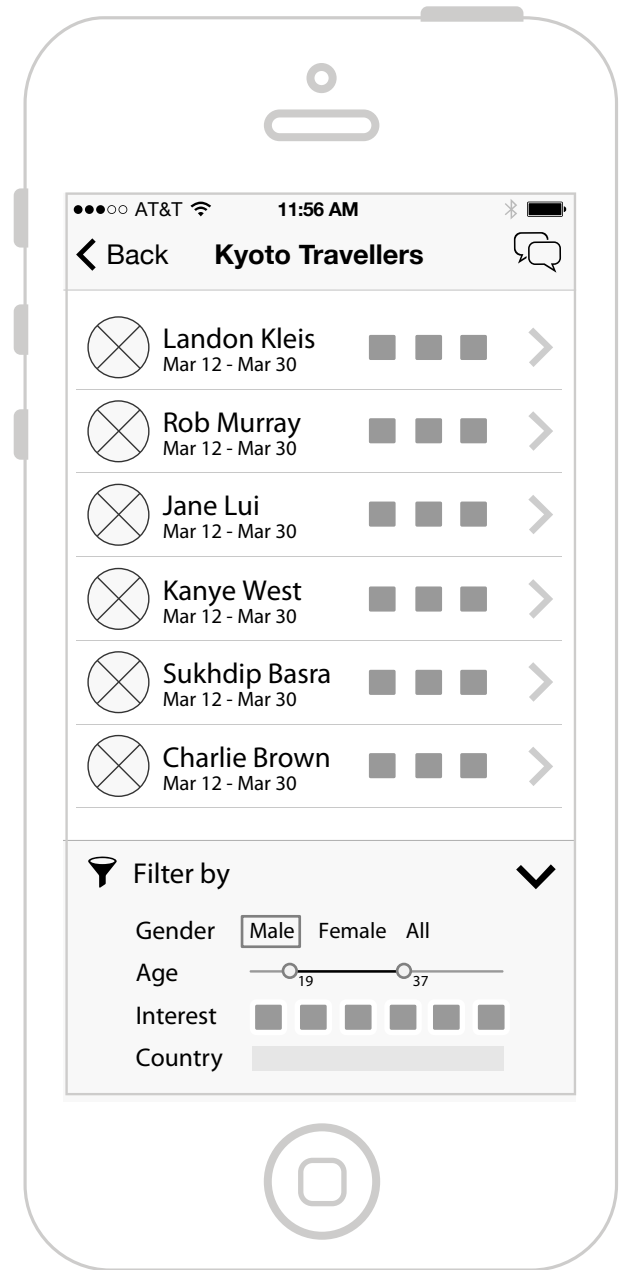 AT&T 11:56 AM
Back Kyoto Travellers
Landon Kleis
Mar 12 - Mar 30
Rob Murray
Mar 12 - Mar 30
Jane Lui
Mar 12 - Mar 30
Kanye West
Mar 12 - Mar 30
Sukhdip Basra
Mar 12 - Mar 30
Charlie Brown
Mar 12 - Mar 30
Filter by
Gender Male Female All
Age 19 37
Interest
Country